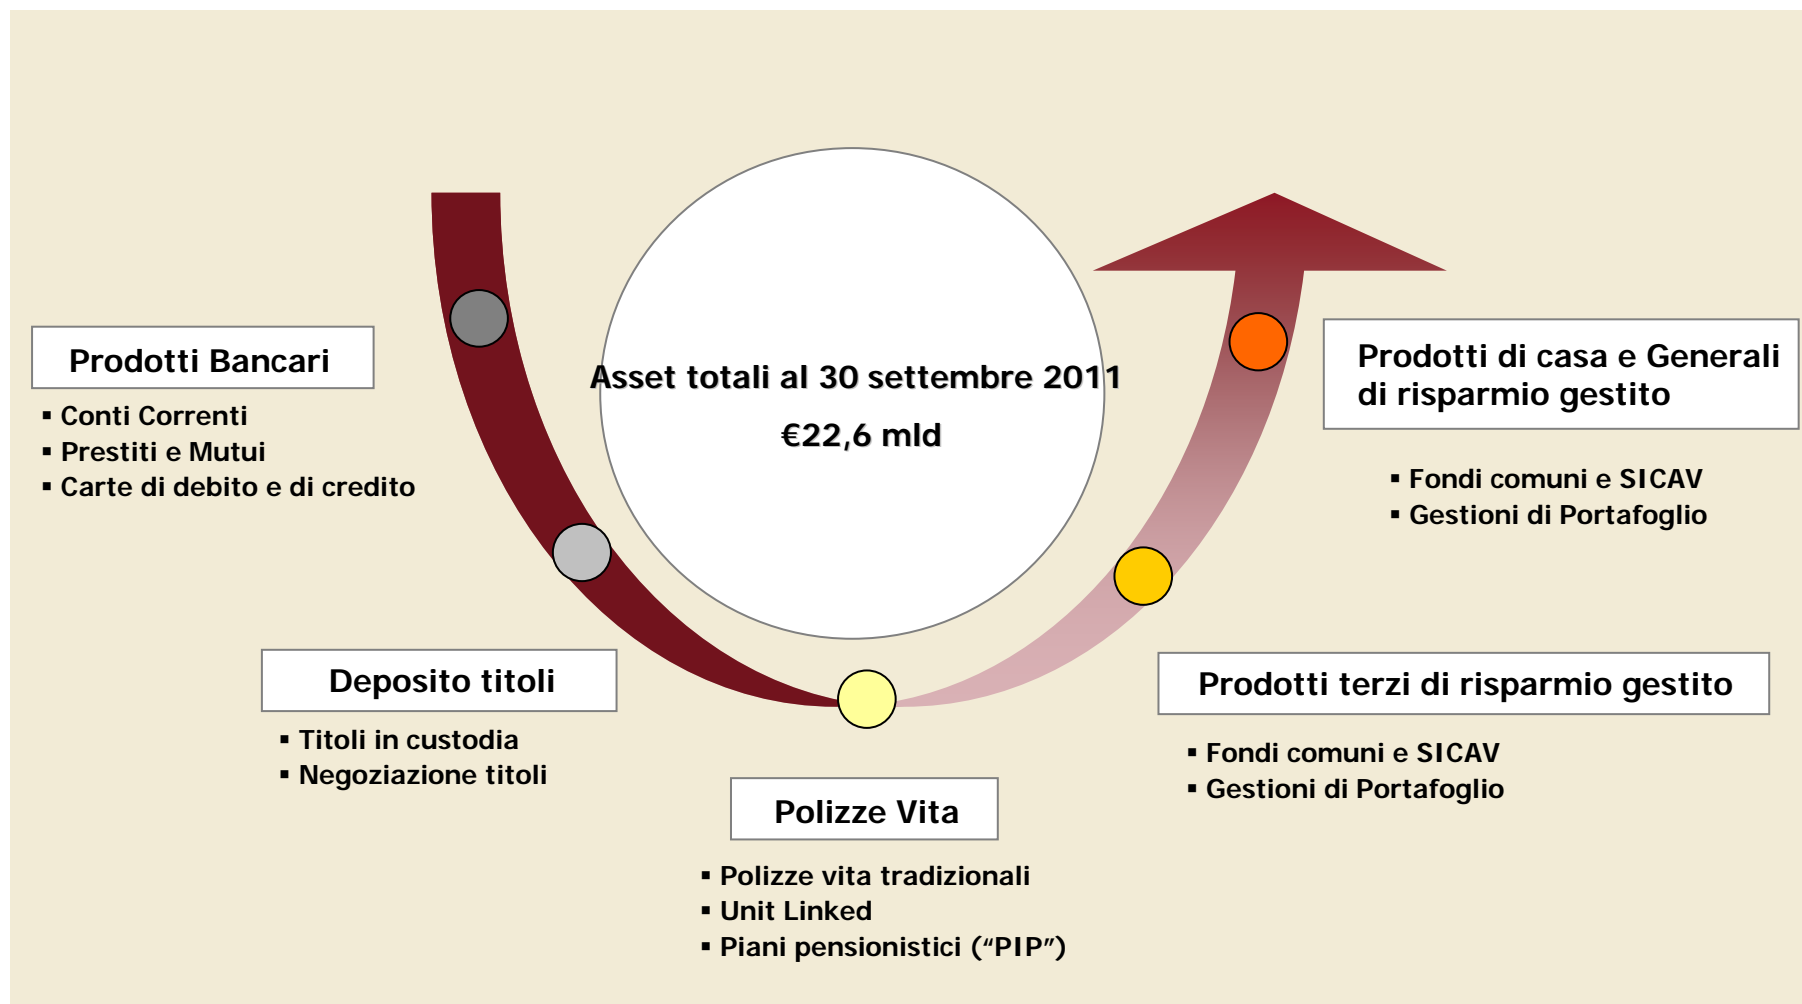 Asset totali al 30 settembre 2011
€22,6 mld
Prodotti Bancari
▪ Conti Correnti
▪ Prestiti e Mutui
▪ Carte di debito e di credito
Deposito titoli
▪ Titoli in custodia
▪ Negoziazione titoli
Polizze Vita
▪ Polizze vita tradizionali
▪ Unit Linked
▪ Piani pensionistici (“PIP”)
Prodotti terzi di risparmio gestito
▪ Fondi comuni e SICAV
▪ Gestioni di Portafoglio
Prodotti di casa e Generali
di risparmio gestito
▪ Fondi comuni e SICAV
▪ Gestioni di Portafoglio